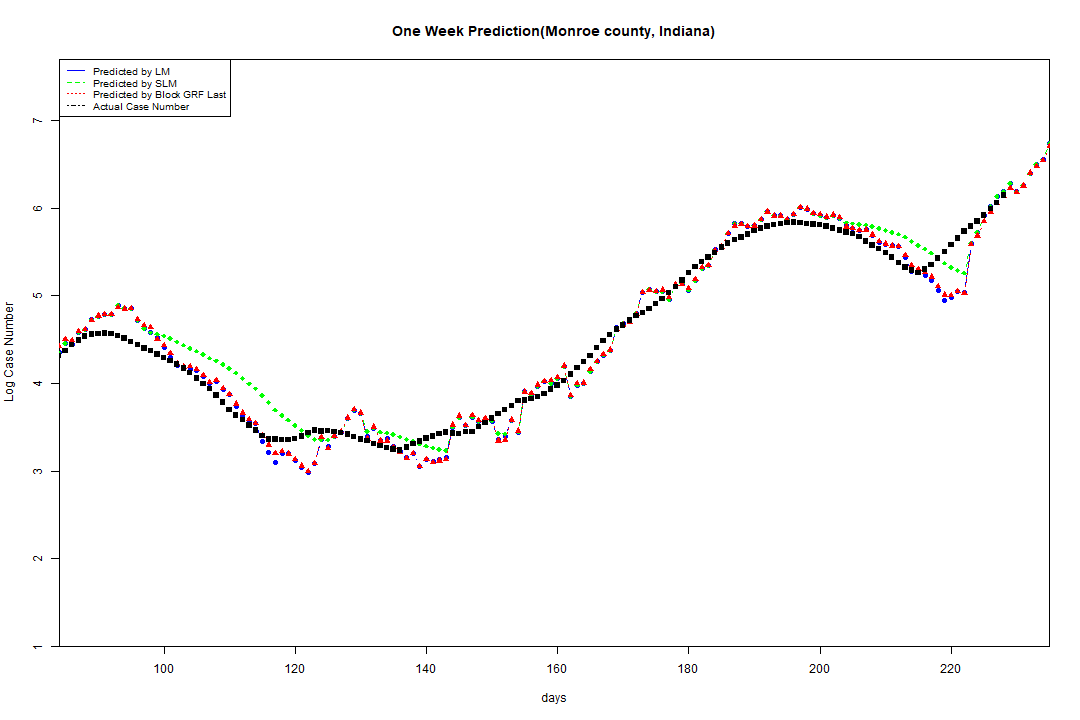 One Week Prediction(Monroe county, Indiana)
Predicted by LM
Predicted by SLM
Predicted by Block GRF Last
Actual Case Number
7
6
5
4
3
2
1
Log Case Number
100 120 140 160 180 200 220
days